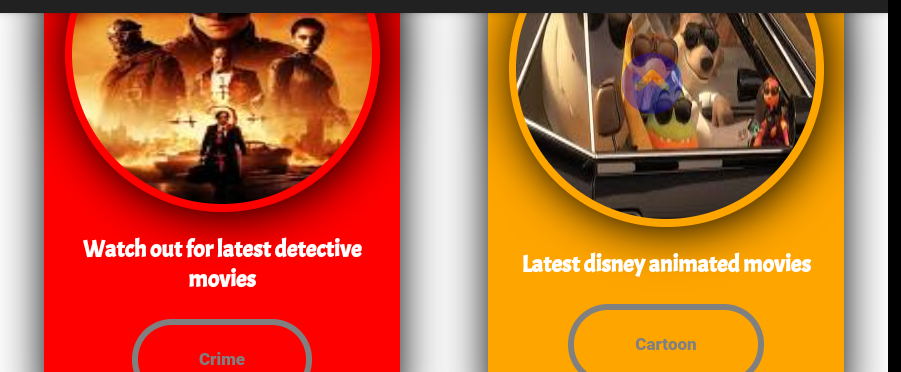 Watch out for latest detective
movies
Crime
Latest disney animated movies
Cartoon